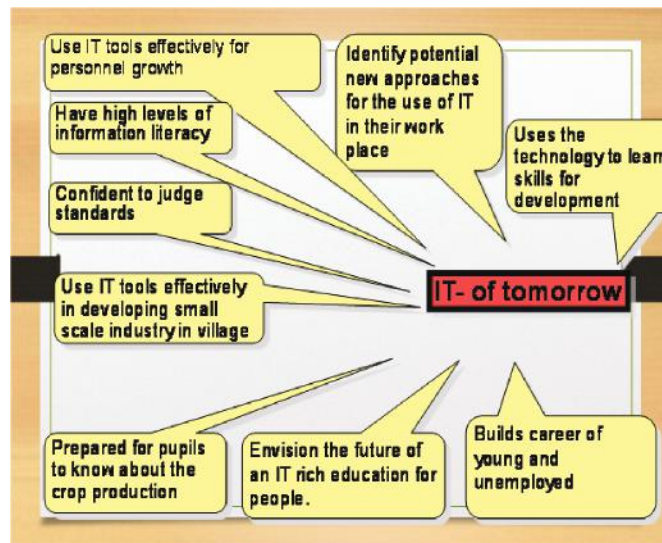 Use IT tools effectively for
personnel growth
Identify potential
new approaches
for the use of IT
in their work
place
Have high levels of
information literacy
Uses the
technology to learn
skills for
development
Confident to judge
standards
Use IT tools effectively
in developing small
scale industry in village
IT- of tomorrow
Prepared for pupils
to know about the
crop production
Envision the future of
an IT rich education for
people.
Builds career of
young and
unemployed